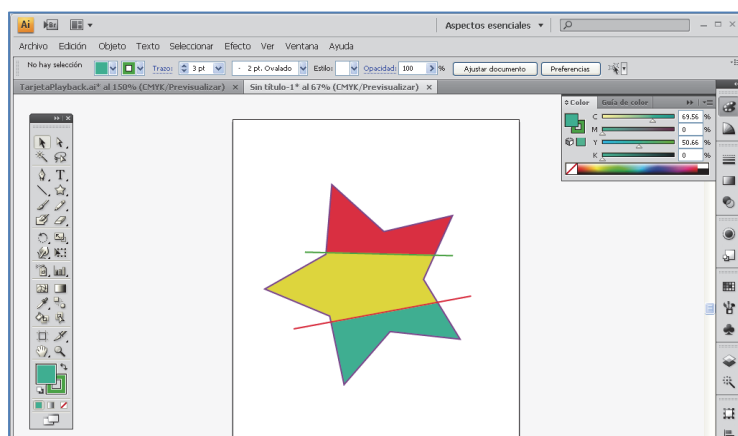 Ai Br Aspectos esenciales
Archivo Edición Objeto Texto Seleccionar Efecto Ver Ventana Ayuda
No hay selección Trazo: 3 pt 2 pt. Ovalado Estilo: Opacidad: 100 % Ajustar documento Preferencias
TarjetaPlayback.ai* al 150% (CMYK/Previsualizar) × Sin título-1* al 67% (CMYK/Previsualizar) ×
Color Guía de color
C 69.56 %
M 0 %
Y 50.66 %
K 0 %
T